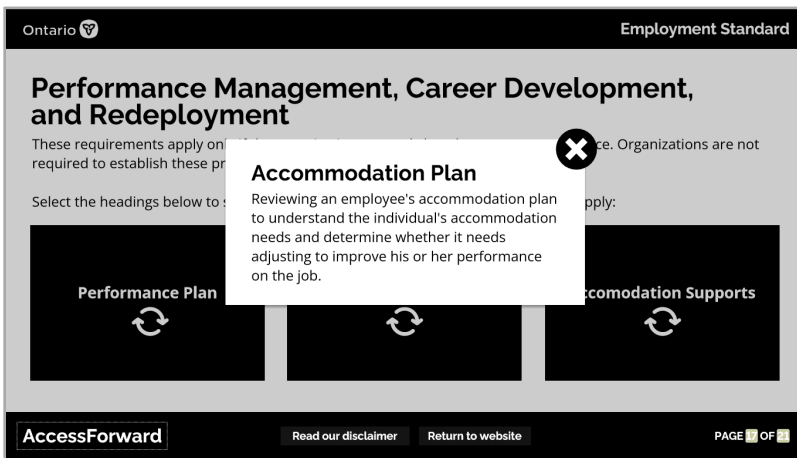 Ontario
Employment Standard
Performance Management, Career Development,
and Redeployment
These requirements apply only ce. Organizations are not
required to establish these pr
Select the headings below to s pply:
Accommodation Plan
Reviewing an employee's accommodation plan
to understand the individual's accommodation
needs and determine whether it needs
adjusting to improve his or her performance
on the job.
Performance Plan
ccomodation Supports
AccessForward
Read our disclaimer
Return to website
PAGE 17 OF 21